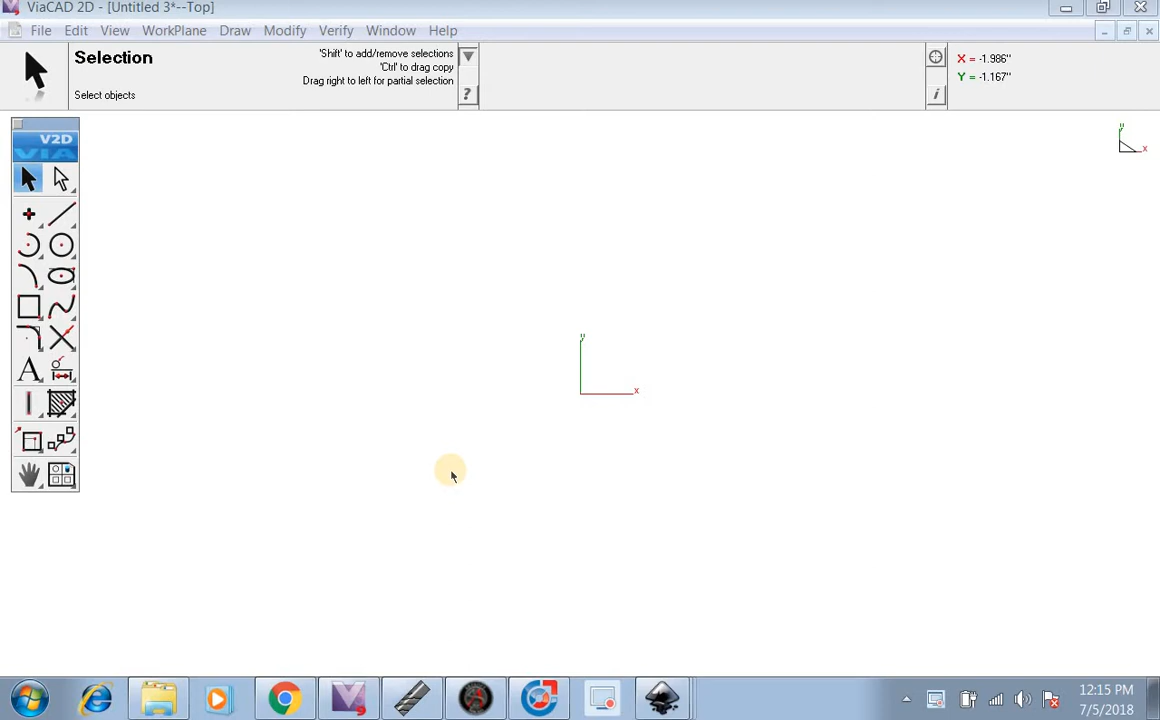 ViaCAD 2D - [Untitled 3*--Top]
File Edit View WorkPlane Draw Modify Verify Window Help
Selection
'Shift' to add/remove selections
'Ctrl' to drag copy
Drag right to left for partial selection
Select objects
?
i
X = -1.986"
Y = -1.167"
V2D
VIA
A
y
x
y
x
12:15 PM
7/5/2018